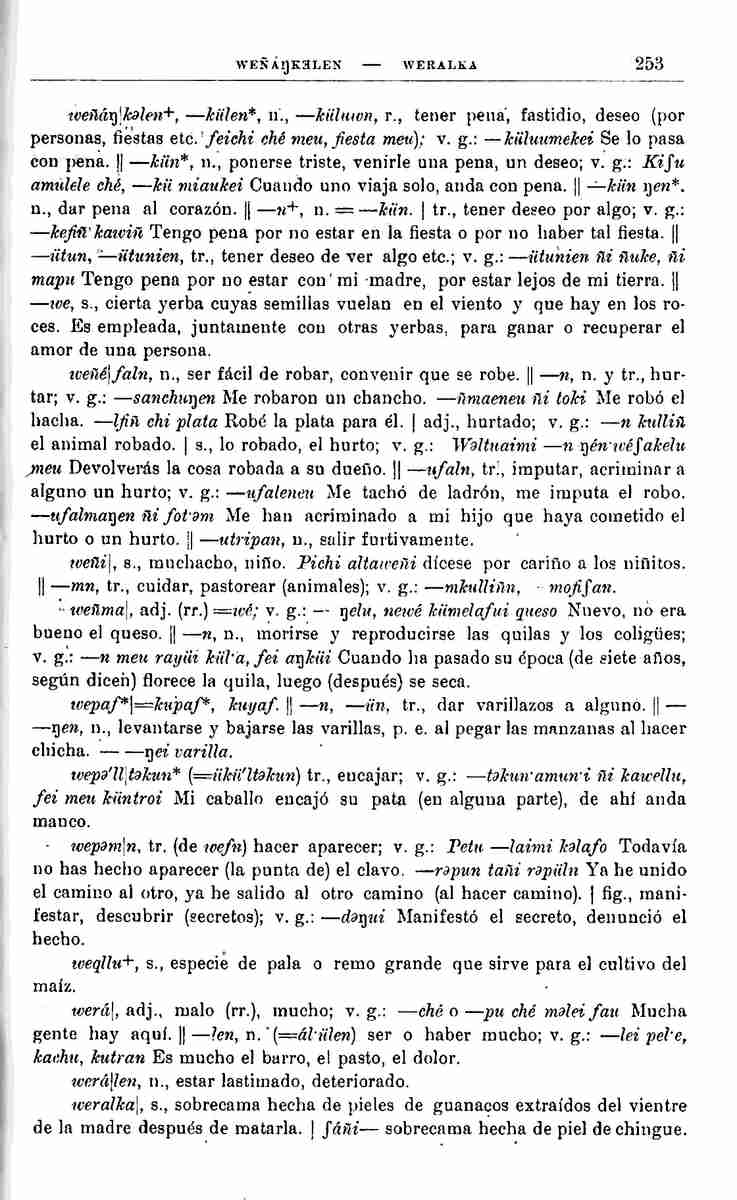 WEÑÁŊKƏLEN — WERALKA 253
weñáŋ|kəlen+, —külen*, n., —küluwn, r., tener pena, fastidio, deseo (por
personas, fiestas etc. feichi ché meu, fiesta meu); v. g.: —küluumekei Se lo pasa
con pena. || —kün*, n., ponerse triste, venirle una pena, un deseo; v. g.: Kiʃu
amulele ché, —kü miaukei Cuando uno viaja solo, anda con pena. || —kün ŋen*.
n., dar pena al corazón. || —n+, n. = —kün. | tr., tener deseo por algo; v. g.:
—kefiñ kawiñ Tengo pena por no estar en la fiesta o por no haber tal fiesta. ||
—ütun, —ütunien, tr., tener deseo de ver algo etc.; v. g.: —ütunien ñi ñuke, ñi
mapu Tengo pena por no estar con mi madre, por estar lejos de mi tierra. ||
—we, s., cierta yerba cuyas semillas vuelan en el viento y que hay en los ro-
ces. Es empleada, juntamente con otras yerbas, para ganar o recuperar el
amor de una persona.
weñé|faln, n., ser fácil de robar, convenir que se robe. || —n, n. y tr., hur-
tar; v. g.: —sanchuŋen Me robaron un chancho. —ñmaeneu ñi toki Me robó el
hacha. —lfiñ chi plata Robé la plata para él. | adj., hurtado; v. g.: —n kulliñ
el animal robado. | s., lo robado, el hurto; v. g.: Wəltuaimi —n ŋén·wéʃakelu
meu Devolverás la cosa robada a su dueño. || —ufaln, tr., imputar, acriminar a
alguno un hurto; v. g.: —ufaleneu Me tachó de ladrón, me imputa el robo.
—ufalmaŋen ñi fot·əm Me han acriminado a mi hijo que haya cometido el
hurto o un hurto. || —utripan, n., salir furtivamente.
weñi|, s., muchacho, niño. Pichi altaweñi dícese por cariño a los niñitos.
|| —mn, tr., cuidar, pastorear (animales); v. g.: —mkulliñn, — mofiʃan.
weñma|, adj. (rr.) =wé; v. g.: — ŋelu, newé kümelafui queso Nuevo, no era
bueno el queso. || —n, n., morirse y reproducirse las quilas y los coligües;
v. g.: —n meu rayüi kül·a, fei aŋküi Cuando ha pasado su época (de siete años,
según dicen) florece la quila, luego (después) se seca.
wepaf*|=kupaf*, kuyaf. || —n, —ün, tr., dar varillazos a alguno. || —
—ŋen, n., levantarse y bajarse las varillas, p. e. al pegar las manzanas al hacer
chicha. — —ŋei varilla.
wepə'll|təkun* (=ükü'ltəkun) tr., encajar; v. g.: —təkun·amun·i ñi kawellu,
fei meu küntroi Mi caballo encajó su pata (en alguna parte), de ahí anda
manco.
wepəm|n, tr. (de wefn) hacer aparecer; v. g.: Petu —laimi kəlafo Todavía
no has hecho aparecer (la punta de) el clavo. —rəpun tañi rəpüln Ya he unido
el camino al otro, ya he salido al otro camino (al hacer camino). | fig., mani-
festar, descubrir (secretos); v. g.: —dəŋui Manifestó el secreto, denunció el
hecho.
weqllu+, s., especie de pala o remo grande que sirve para el cultivo del
maíz.
werá|, adj., malo (rr.), mucho; v. g.: —ché o —pu ché məlei fau Mucha
gente hay aquí. || —len, n. (=ál·ülen) ser o haber mucho; v. g.: —lei pel·e,
kachu, kutran Es mucho el barro, el pasto, el dolor.
werá|len, n., estar lastimado, deteriorado.
weralka|, s., sobrecama hecha de pieles de guanacos extraídos del vientre
de la madre después de matarla. | ʃáñi— sobrecama hecha de piel de chingue.